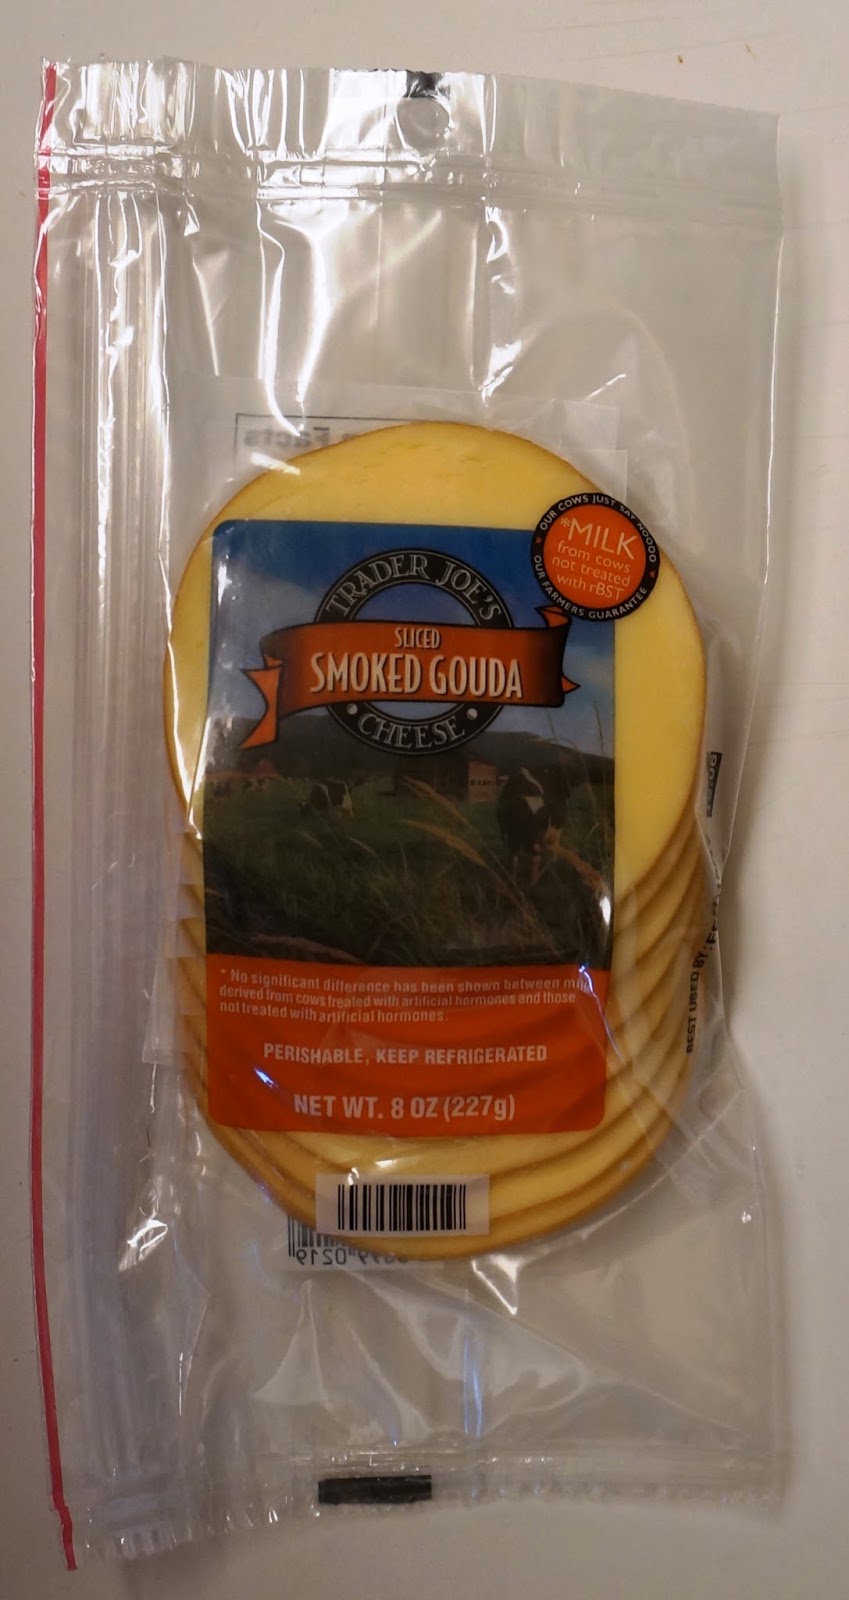 Facts
OUR COWS JUST SAY NOOOO
*MILK
from cows
not treated
with rBST
OUR FARMERS GUARANTEE
TRADER JOE'S
SLICED
SMOKED GOUDA
CHEESE
* No significant difference has been shown between milk
derived from cows treated with artificial hormones and those
not treated with artificial hormones.
PERISHABLE, KEEP REFRIGERATED
NET WT. 8 OZ (227g)
BEST USED BY:
0219